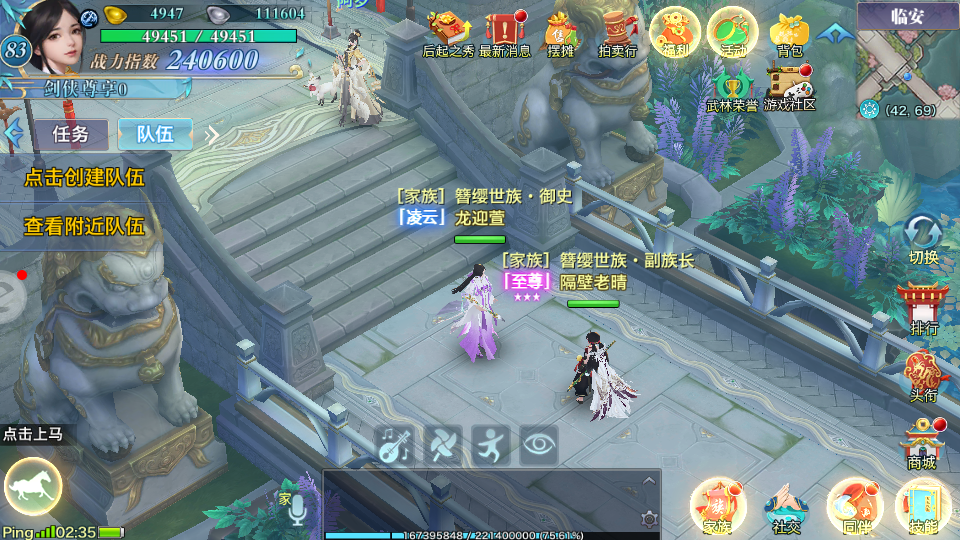 4947 111604
83
49451 / 49451
战力指数 240600
剑侠尊享0
任务 队伍
点击创建队伍
查看附近队伍
后起之秀 最新消息 摆摊 拍卖行 福利 活动 背包
武林荣誉 游戏社区
临安
(42, 69)
[家族] 簪缨世族·御史
「凌云」 龙迎萱
[家族] 簪缨世族·副族长
「至尊」 隔壁老晴
切换
排行
头衔
商城
点击上马
家
家族 社交 同伴 技能
Ping 02:35
167395848 / 221400000 (75.61%)